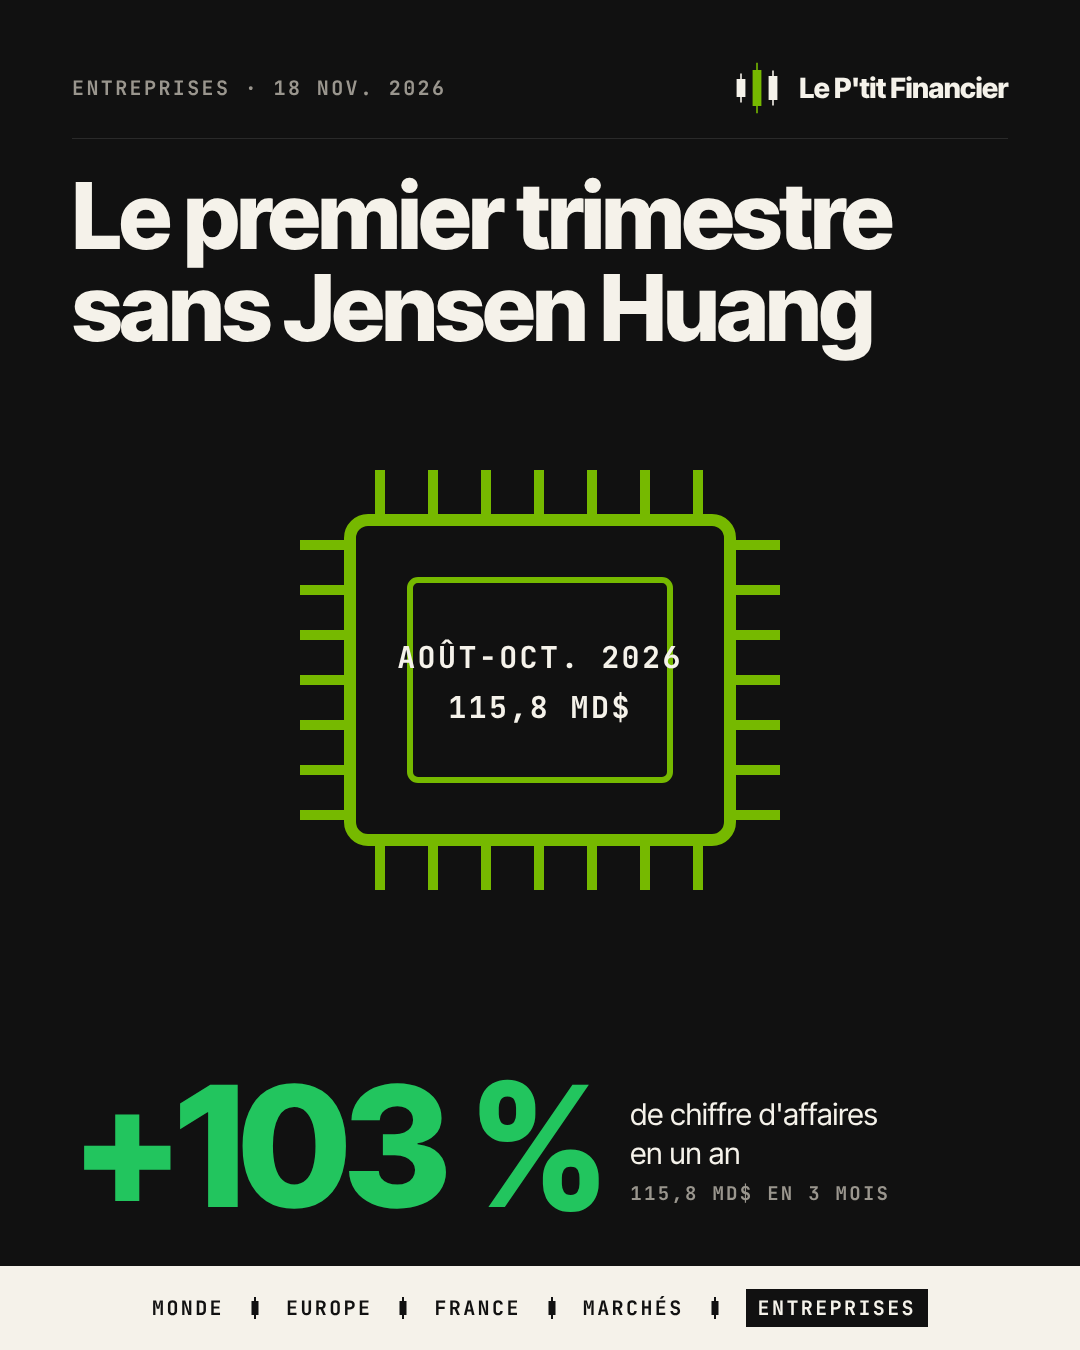 ENTREPRISES · 18 NOV. 2026
Le P'tit Financier
Le premier trimestre
sans Jensen Huang
AOÛT-OCT. 2026
115,8 MD$
+103 %
de chiffre d'affaires
en un an
115,8 MD$ EN 3 MOIS
MONDE EUROPE FRANCE MARCHÉS ENTREPRISES